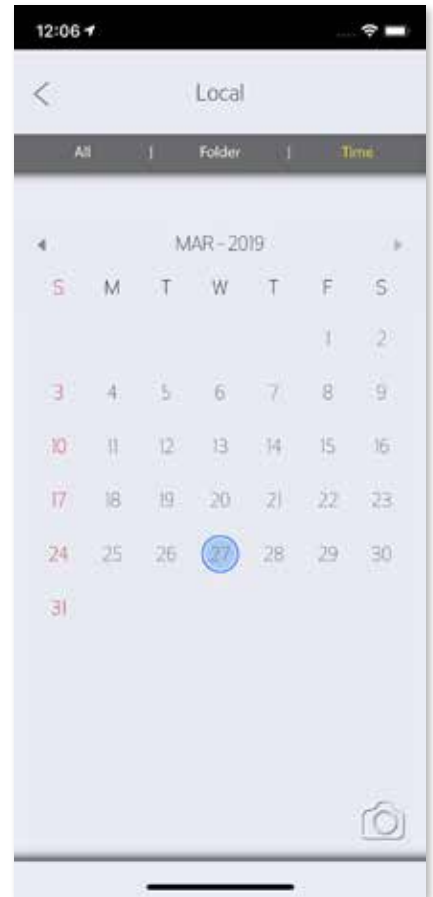 12:06
Local
All | Folder | Time
MAR - 2019
S M T W T F S
1 2
3 4 5 6 7 8 9
10 11 12 13 14 15 16
17 18 19 20 21 22 23
24 25 26 27 28 29 30
31